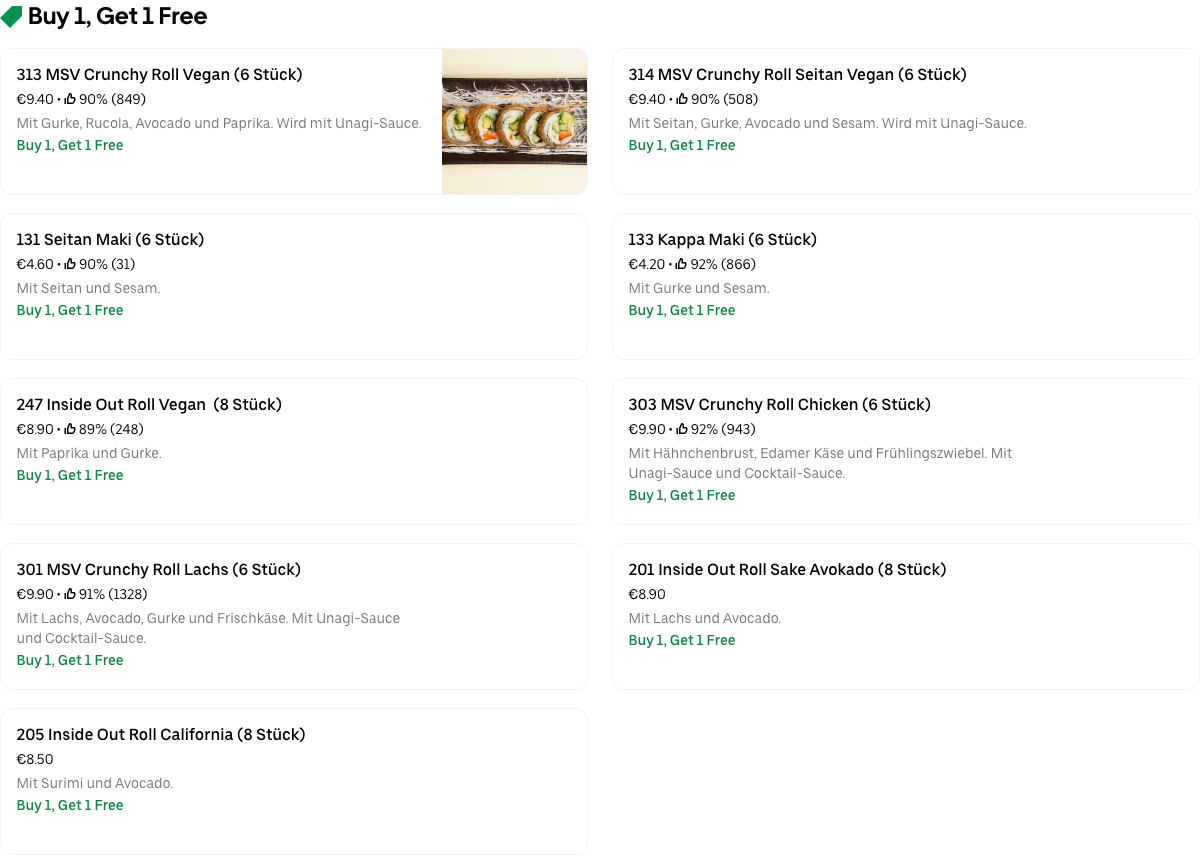 Buy 1, Get 1 Free
313 MSV Crunchy Roll Vegan (6 Stück)
€9.40 • 90% (849)
Mit Gurke, Rucola, Avocado und Paprika. Wird mit Unagi-Sauce.
Buy 1, Get 1 Free
314 MSV Crunchy Roll Seitan Vegan (6 Stück)
€9.40 • 90% (508)
Mit Seitan, Gurke, Avocado und Sesam. Wird mit Unagi-Sauce.
Buy 1, Get 1 Free
131 Seitan Maki (6 Stück)
€4.60 • 90% (31)
Mit Seitan und Sesam.
Buy 1, Get 1 Free
133 Kappa Maki (6 Stück)
€4.20 • 92% (866)
Mit Gurke und Sesam.
Buy 1, Get 1 Free
247 Inside Out Roll Vegan (8 Stück)
€8.90 • 89% (248)
Mit Paprika und Gurke.
Buy 1, Get 1 Free
303 MSV Crunchy Roll Chicken (6 Stück)
€9.90 • 92% (943)
Mit Hähnchenbrust, Edamer Käse und Frühlingszwiebel. Mit
Unagi-Sauce und Cocktail-Sauce.
Buy 1, Get 1 Free
301 MSV Crunchy Roll Lachs (6 Stück)
€9.90 • 91% (1328)
Mit Lachs, Avocado, Gurke und Frischkäse. Mit Unagi-Sauce
und Cocktail-Sauce.
Buy 1, Get 1 Free
201 Inside Out Roll Sake Avokado (8 Stück)
€8.90
Mit Lachs und Avocado.
Buy 1, Get 1 Free
205 Inside Out Roll California (8 Stück)
€8.50
Mit Surimi und Avocado.
Buy 1, Get 1 Free